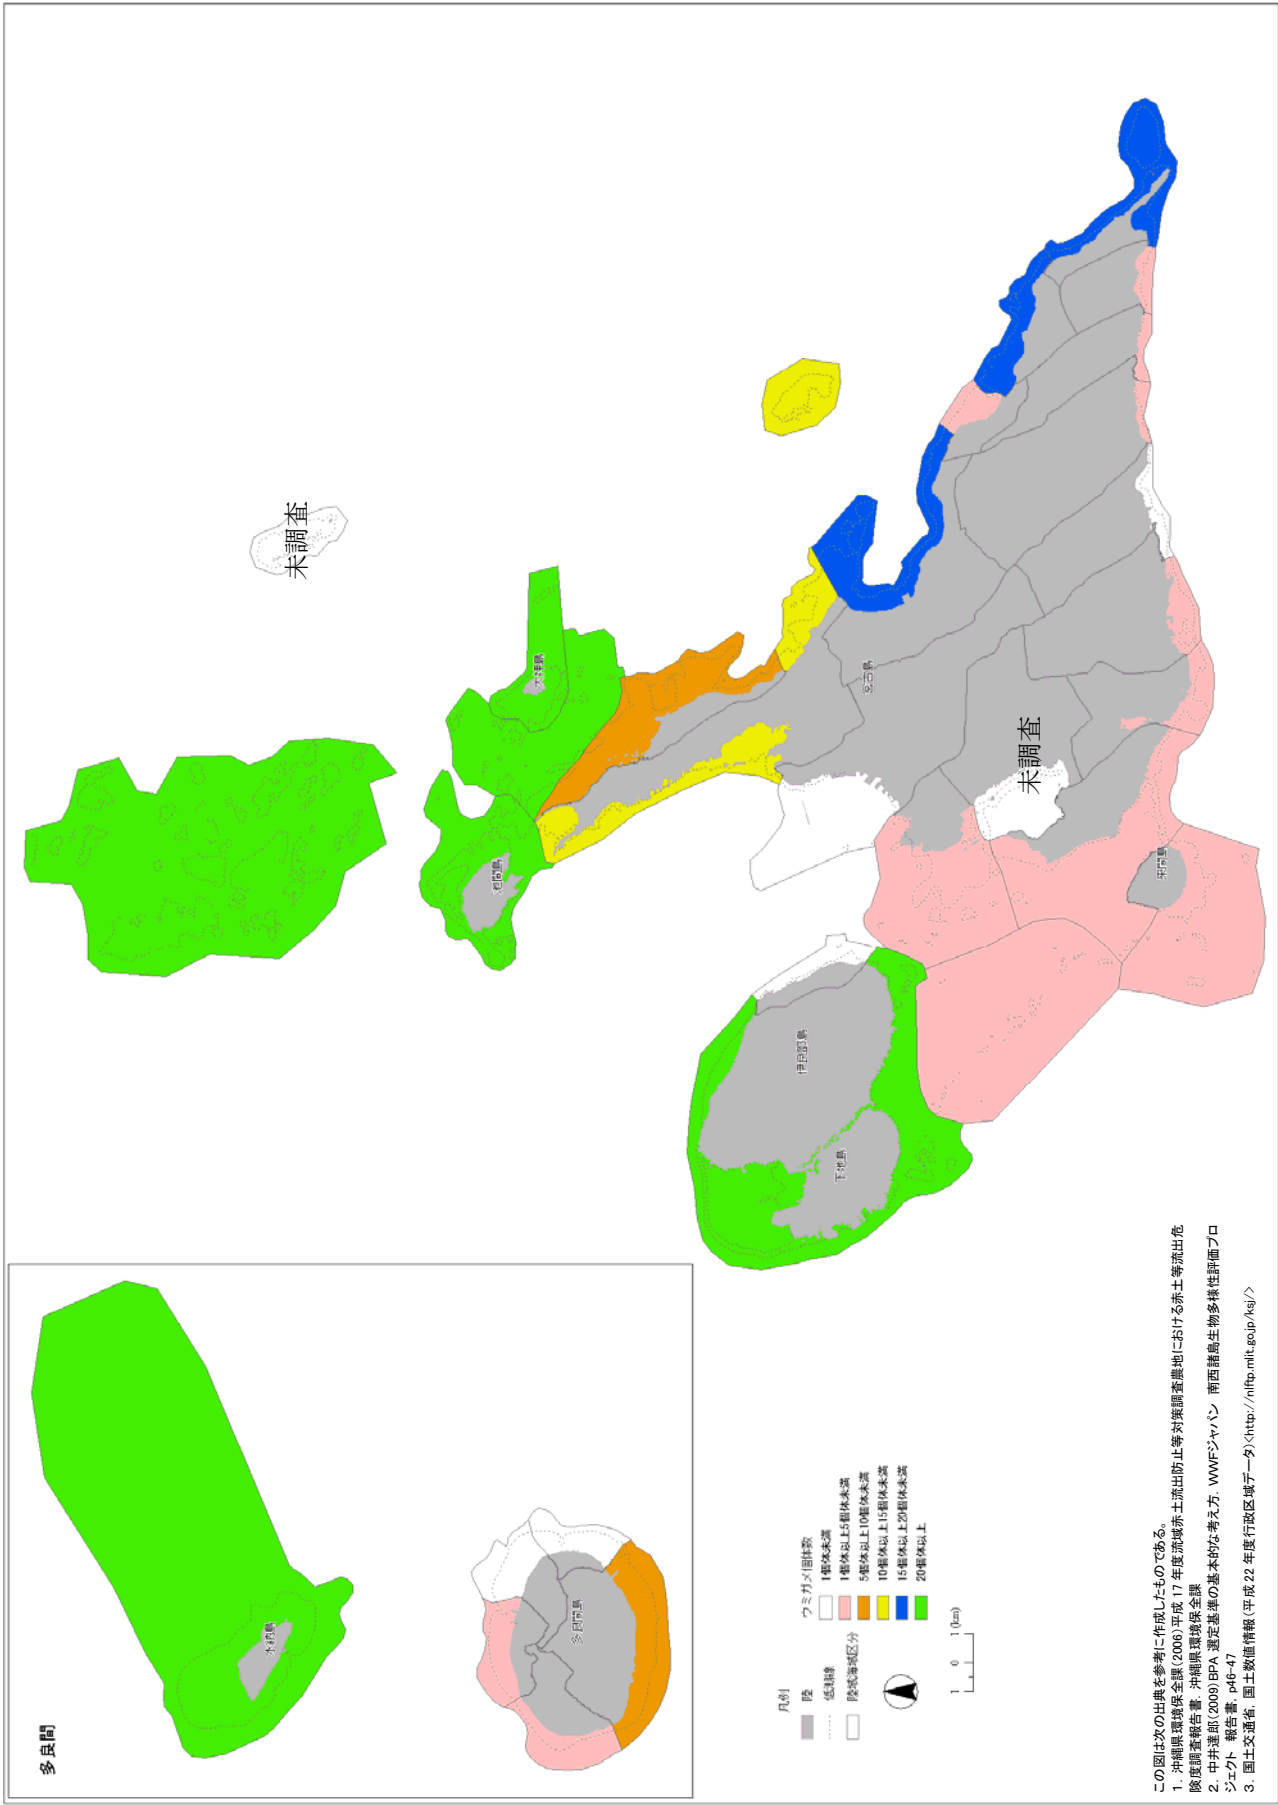 多良間
水納島
多良間島
未調査
大神島
池間島
宮古島
未調査
来間島
伊良部島
下地島
凡例
陸
低潮線
陸域海域区分
ウミガメ個体数
1個体未満
1個体以上5個体未満
5個体以上10個体未満
10個体以上15個体未満
15個体以上20個体未満
20個体以上
1 0 1 (km)
この図は次の出典を参考に作成したものである。
1. 沖縄県環境保全課(2006)平成 17 年度流域赤土流出防止等対策調査農地における赤土等流出危
険度調査報告書. 沖縄県環境保全課
2. 中井達郎(2009)BPA 選定基準の基本的な考え方. WWFジャパン 南西諸島生物多様性評価プロ
ジェクト 報告書, p46-47
3. 国土交通省, 国土数値情報(平成 22 年度行政区域データ)<http://nlftp.mlit.go.jp/ksj/>